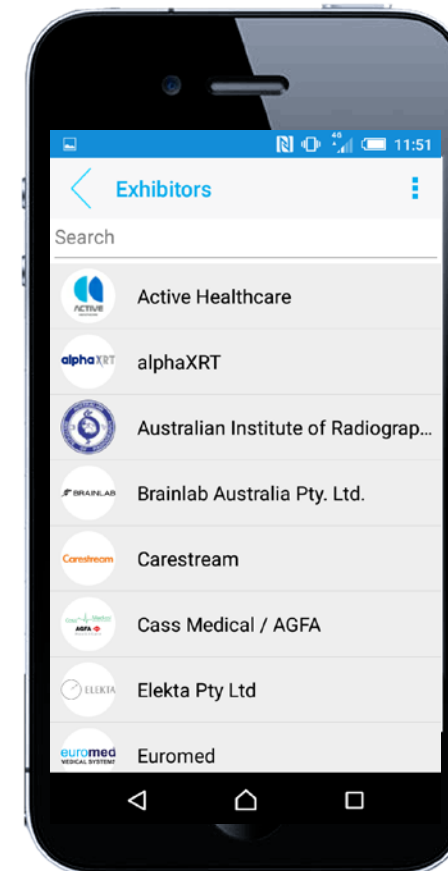 4G
11:51
Exhibitors
Search
ACTIVE
Active Healthcare
alphaXRT
alphaXRT
Australian Institute of Radiograp...
BRAINLAB
Brainlab Australia Pty. Ltd.
Carestream
Carestream
AGFA
Cass Medical / AGFA
ELEKTA
Elekta Pty Ltd
euromed
MEDICAL SYSTEMS
Euromed